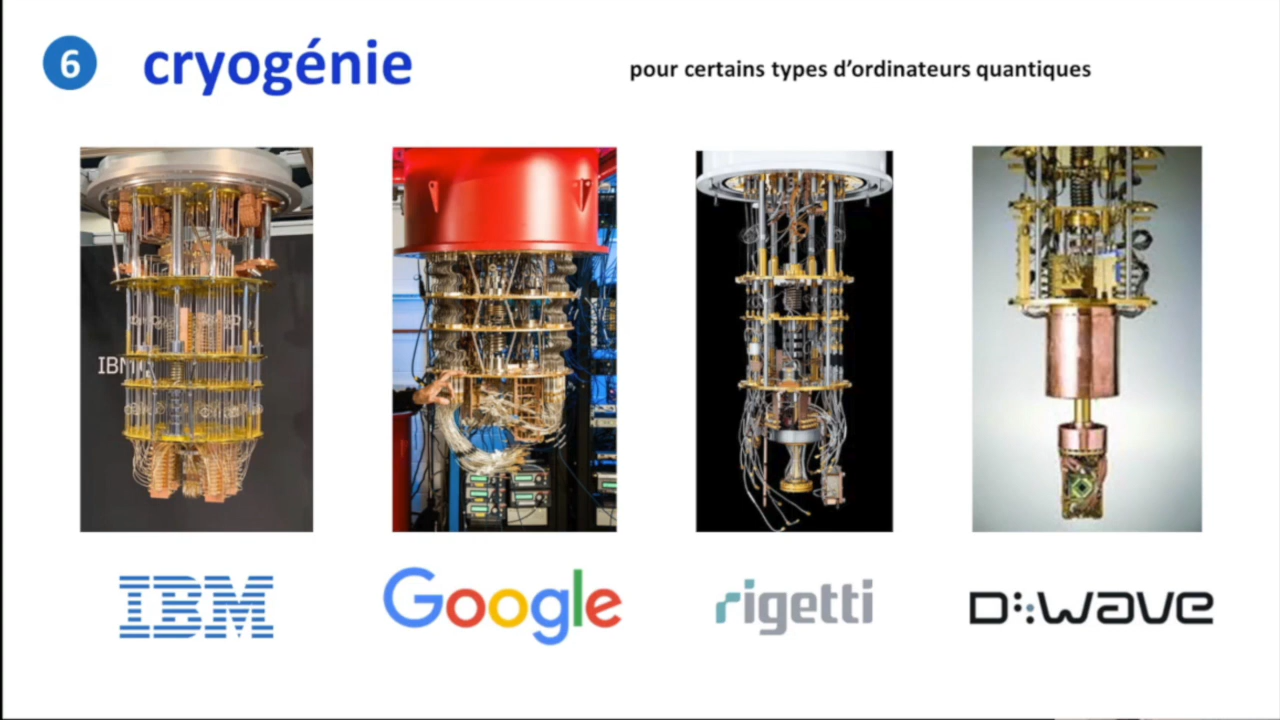 6
cryogénie
pour certains types d’ordinateurs quantiques
IBM
IBM
Google
rigetti
D:wave